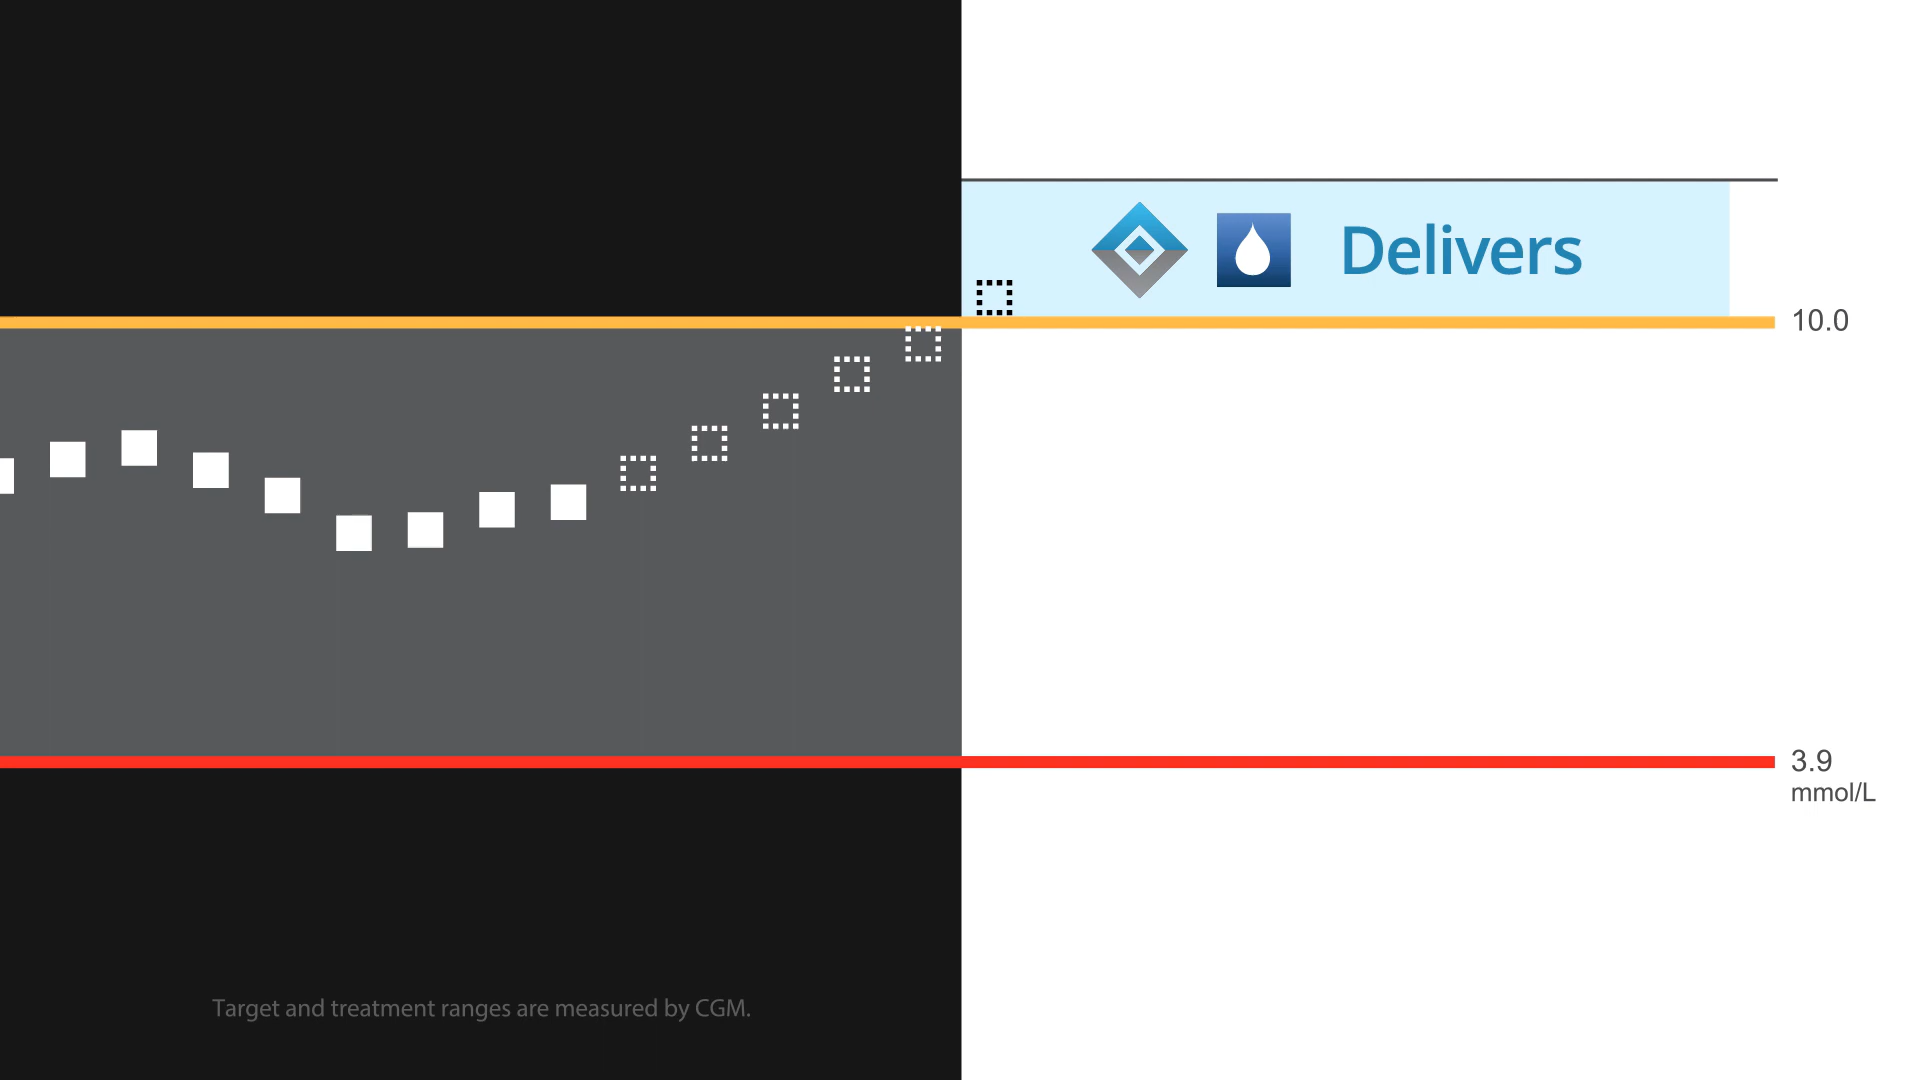 Delivers
10.0
3.9
mmol/L
Target and treatment ranges are measured by CGM.